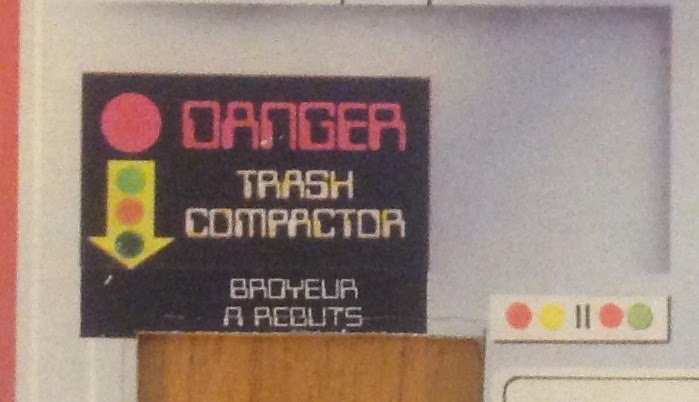 DANGER
TRASH
COMPACTOR
BROYEUR
A REBUTS